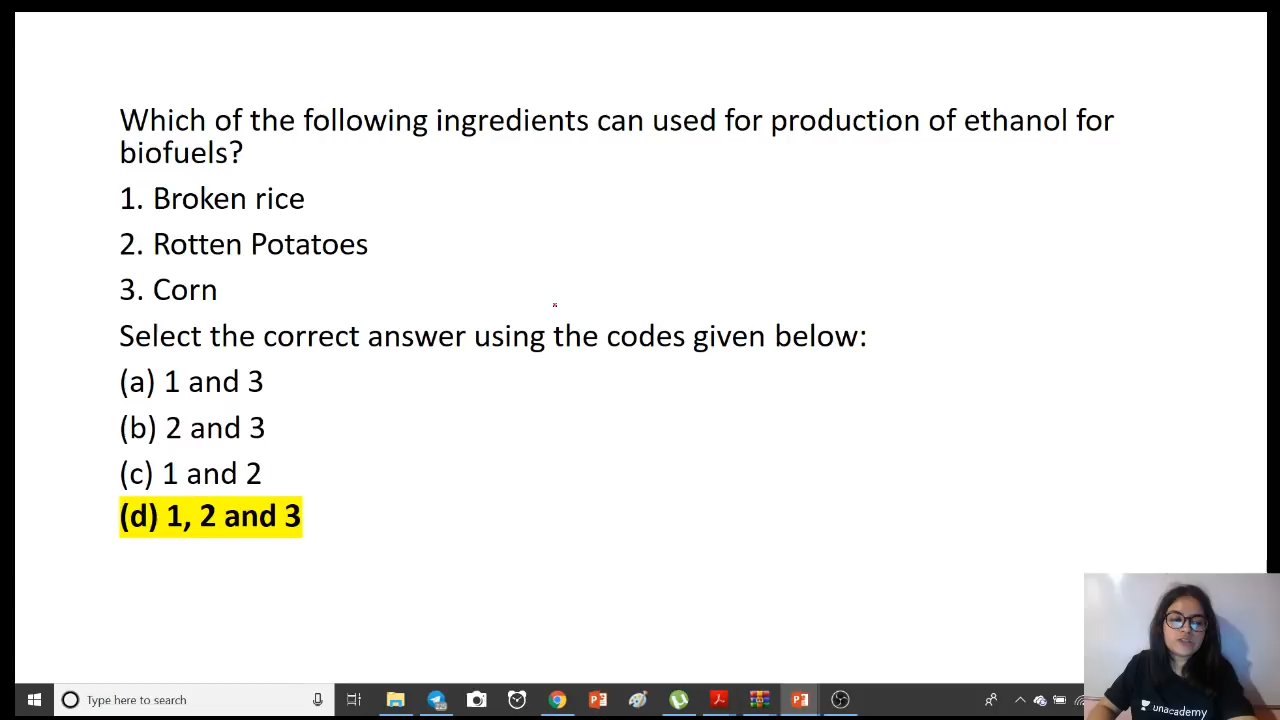 Which of the following ingredients can used for production of ethanol for
biofuels?
1. Broken rice
2. Rotten Potatoes
3. Corn
Select the correct answer using the codes given below:
(a) 1 and 3
(b) 2 and 3
(c) 1 and 2
(d) 1, 2 and 3
unacademy
Type here to search